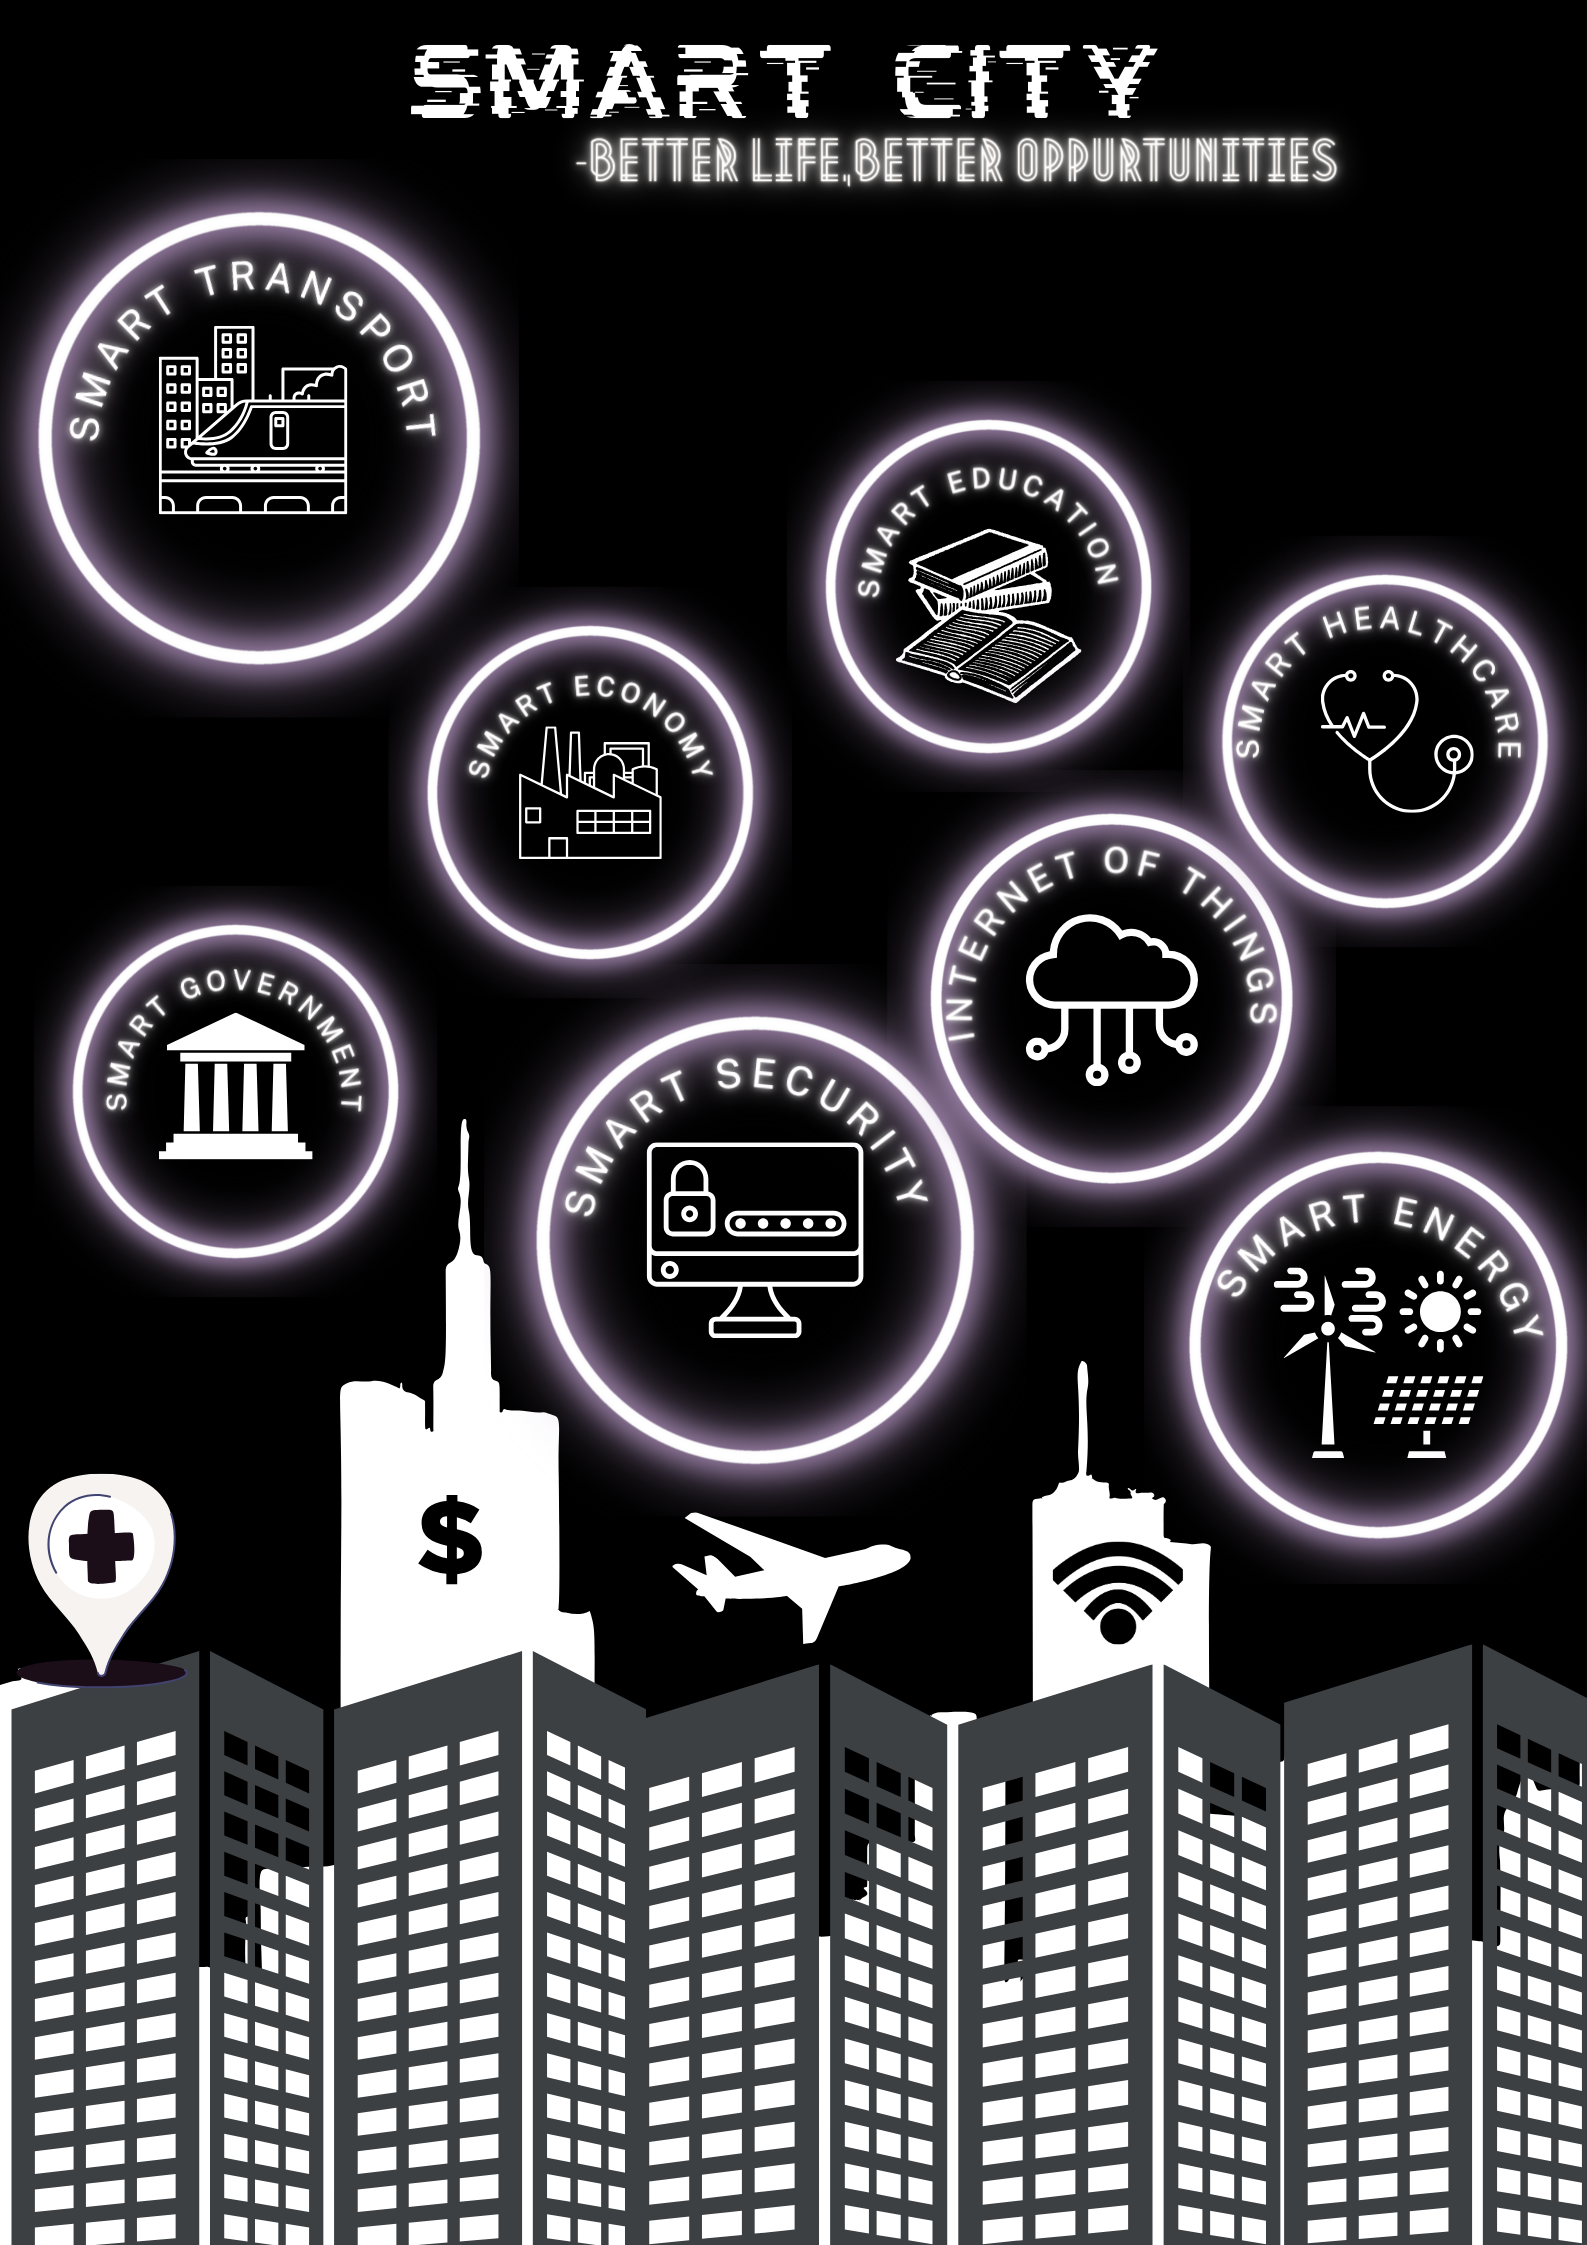 SMART CITY
-BETTER LIFE,BETTER OPPURTUNITIES
SMART TRANSPORT
SMART EDUCATION
SMART HEALTHCARE
SMART ECONOMY
INTERNET OF THINGS
SMART GOVERNMENT
SMART SECURITY
SMART ENERGY
$